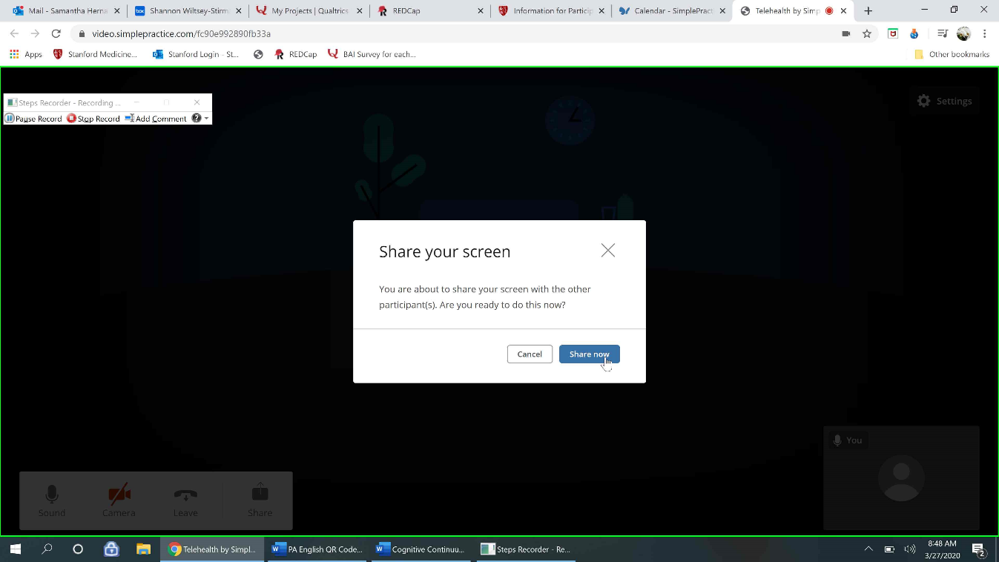 Mail - Samantha Herna
Shannon Wiltsey-Stirm
My Projects | Qualtrics
REDCap
Information for Particip
Calendar - SimplePract
Telehealth by Simp
video.simplepractice.com/fc90e992890fb33a
Apps
Stanford Medicine...
Stanford Login - St...
REDCap
BAI Survey for each...
Other bookmarks
Steps Recorder - Recording ...
Pause Record
Stop Record
Add Comment
Settings
Share your screen
You are about to share your screen with the other
participant(s). Are you ready to do this now?
Cancel
Share now
You
Sound
Camera
Leave
Share
Telehealth by Simpl...
PA English QR Code...
Cognitive Continuu...
Steps Recorder - Re...
8:48 AM
3/27/2020
2